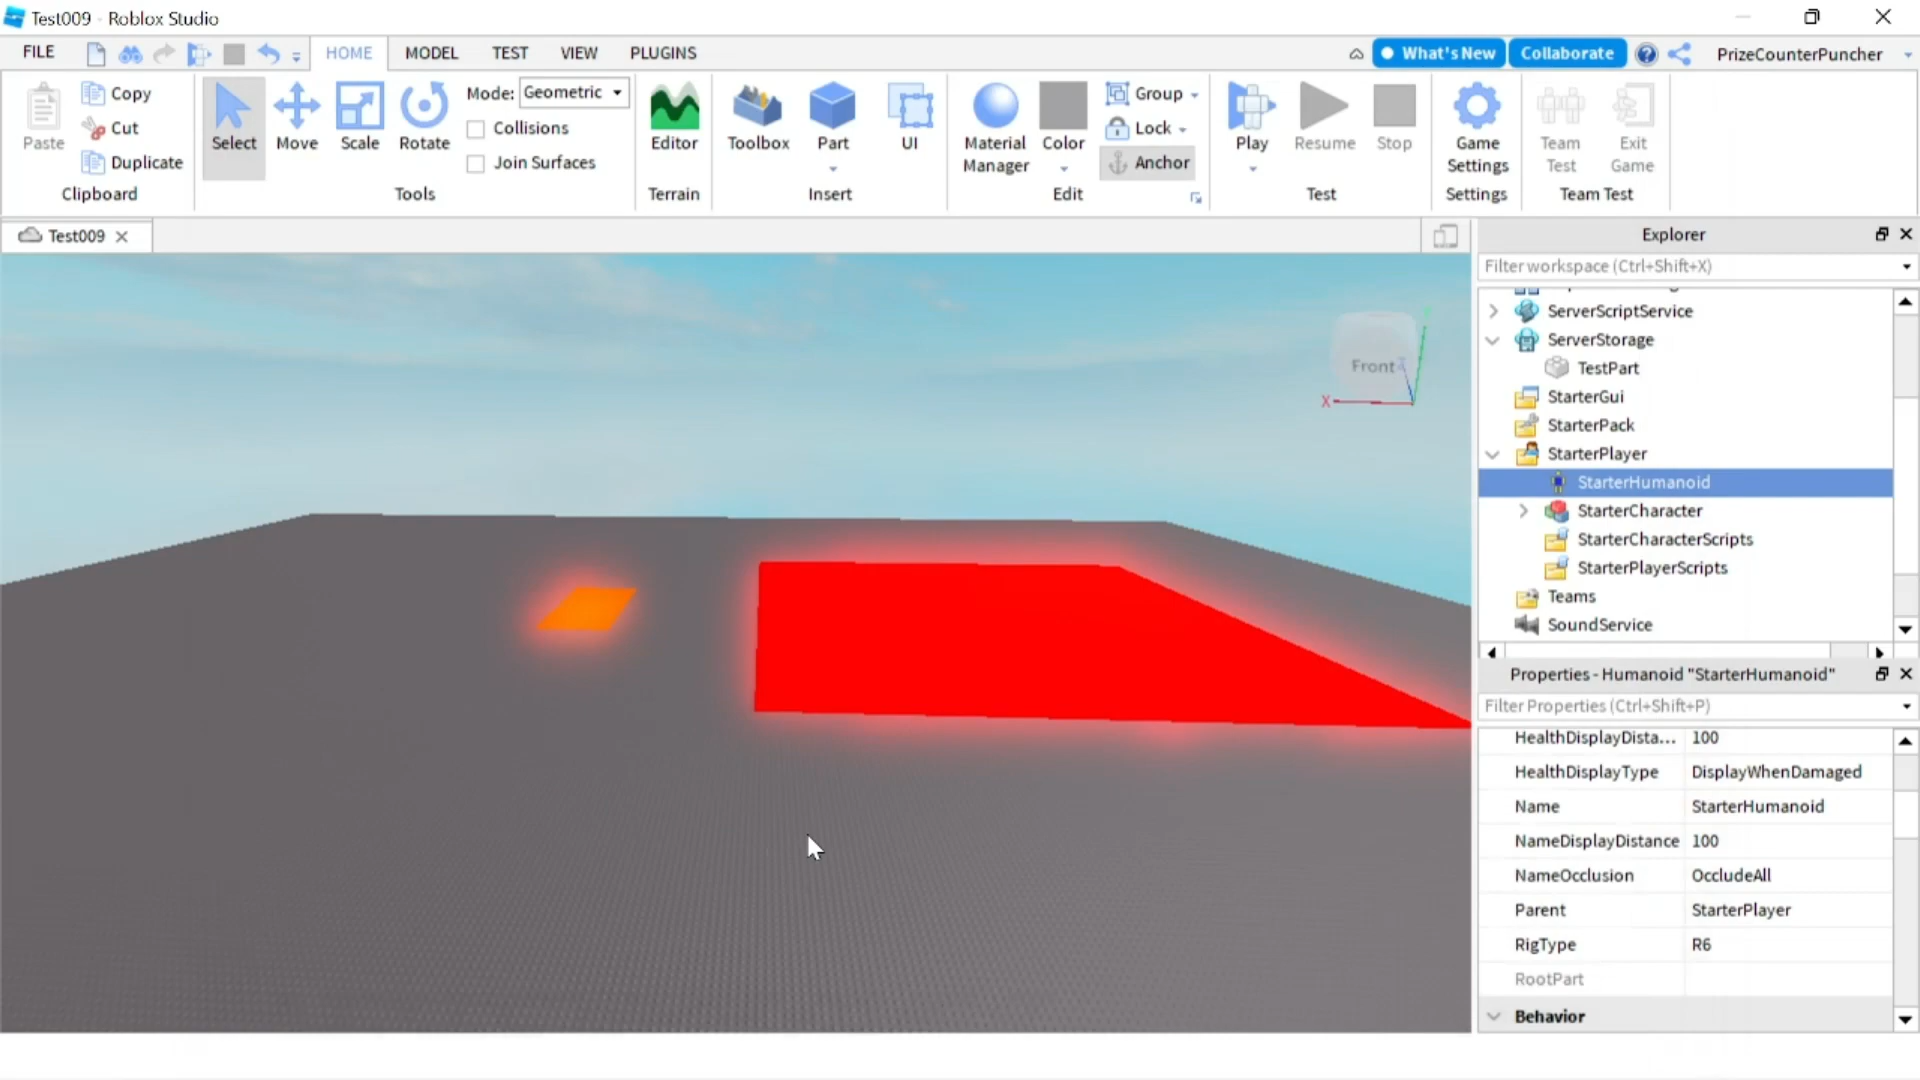 Test009 - Roblox Studio
FILE
HOME
MODEL
TEST
VIEW
PLUGINS
What's New
Collaborate
?
PrizeCounterPuncher
Paste
Copy
Cut
Duplicate
Clipboard
Select
Move
Scale
Rotate
Mode: Geometric
Collisions
Join Surfaces
Tools
Editor
Terrain
Toolbox
Part
UI
Insert
Material
Manager
Color
Group
Lock
Anchor
Edit
Play
Resume
Stop
Test
Game
Settings
Settings
Team
Test
Exit
Game
Team Test
Test009
Front
X
Explorer
Filter workspace (Ctrl+Shift+X)
ServerScriptService
ServerStorage
TestPart
StarterGui
StarterPack
StarterPlayer
StarterHumanoid
StarterCharacter
StarterCharacterScripts
StarterPlayerScripts
Teams
SoundService
Properties - Humanoid "StarterHumanoid"
Filter Properties (Ctrl+Shift+P)
HealthDisplayDista... 100
HealthDisplayType DisplayWhenDamaged
Name StarterHumanoid
NameDisplayDistance 100
NameOcclusion OccludeAll
Parent StarterPlayer
RigType R6
RootPart
Behavior